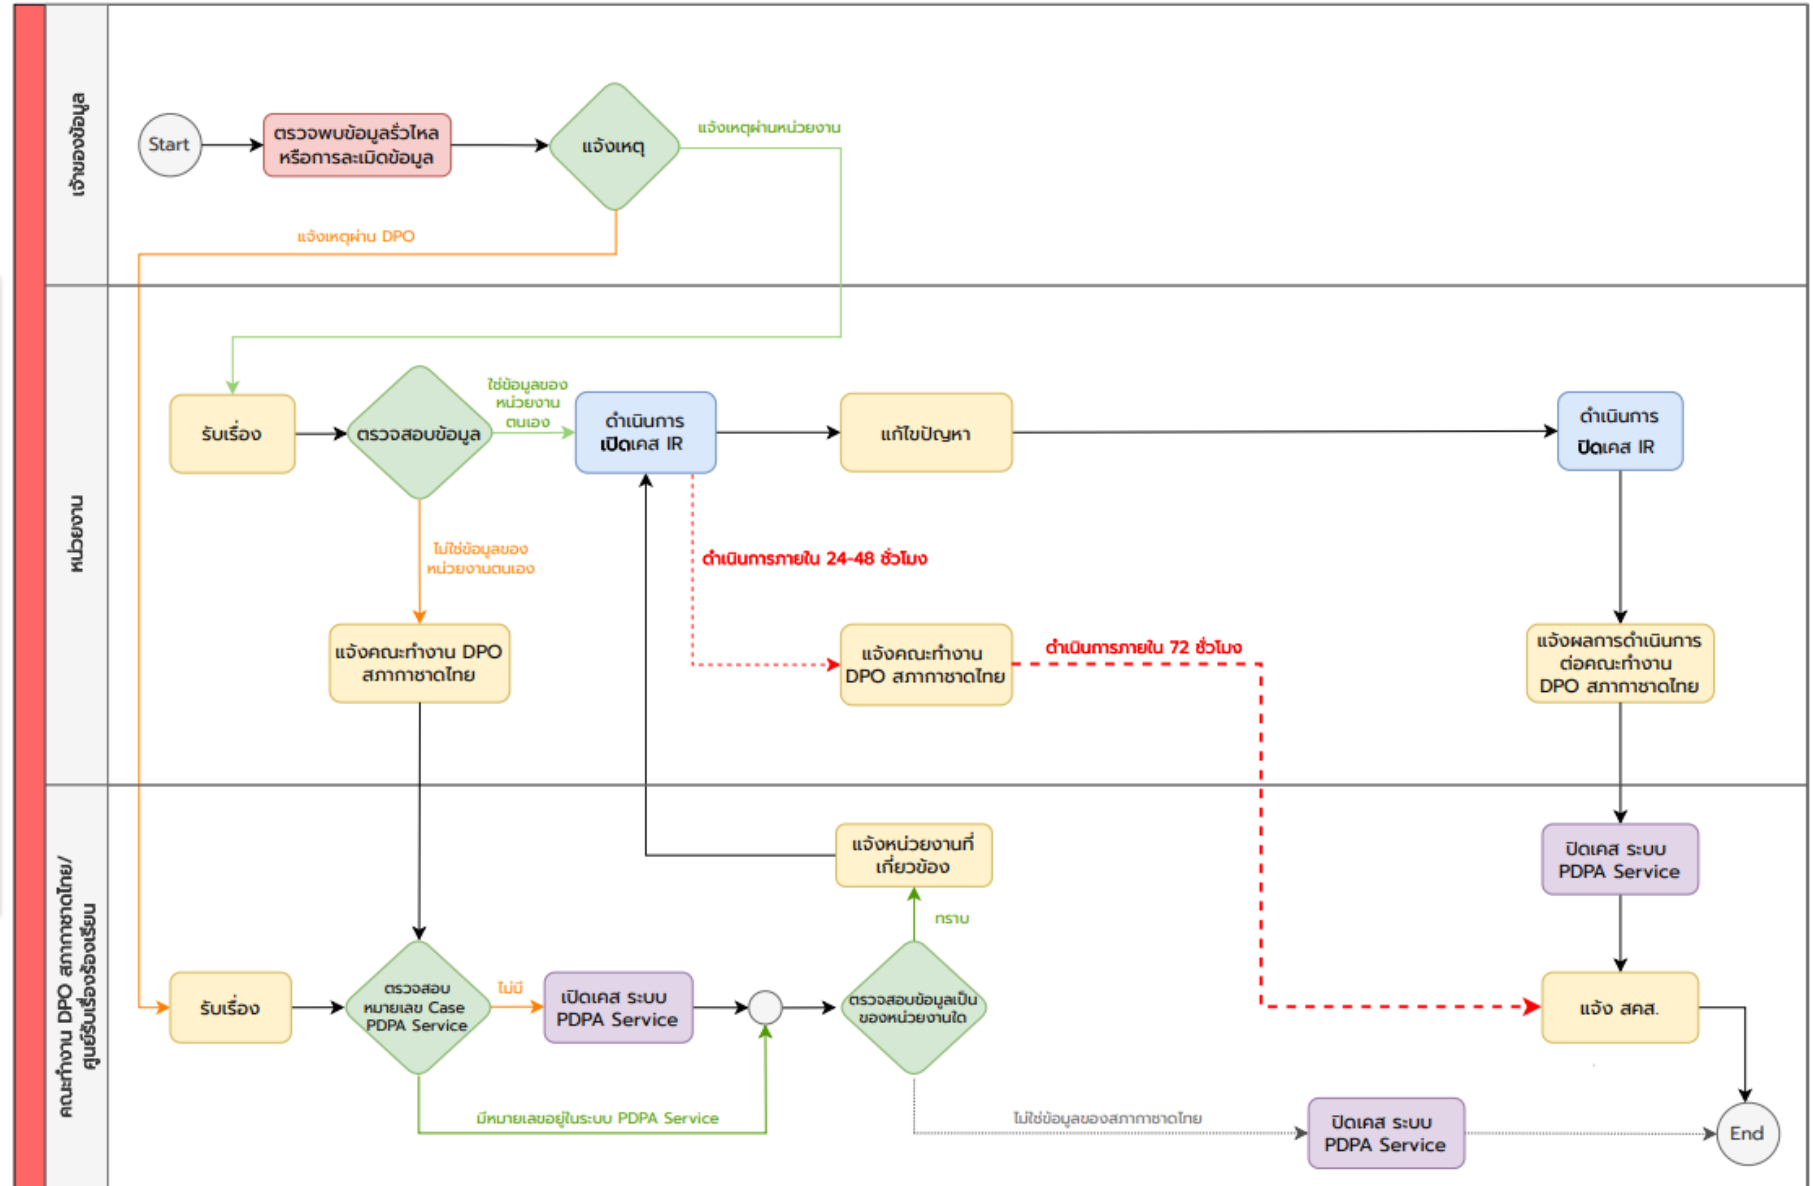 เจ้าของข้อมูล
Start
ตรวจพบข้อมูลรั่วไหล
หรือการละเมิดข้อมูล
แจ้งเหตุ
แจ้งเหตุผ่านหน่วยงาน
แจ้งเหตุผ่าน DPO
หน่วยงาน
รับเรื่อง
ตรวจสอบข้อมูล
ใช่ข้อมูลของ
หน่วยงาน
ตนเอง
ดำเนินการ
เปิดเคส IR
แก้ไขปัญหา
ดำเนินการ
ปิดเคส IR
ไม่ใช่ข้อมูลของ
หน่วยงานตนเอง
ดำเนินการภายใน 24-48 ชั่วโมง
แจ้งคณะทำงาน DPO
สภากาชาดไทย
แจ้งคณะทำงาน
DPO สภากาชาดไทย
ดำเนินการภายใน 72 ชั่วโมง
แจ้งผลการดำเนินการ
ต่อคณะทำงาน
DPO สภากาชาดไทย
คณะทำงาน DPO สภากาชาดไทย/
ศูนย์รับเรื่องร้องเรียน
แจ้งหน่วยงานที่
เกี่ยวข้อง
ปิดเคส ระบบ
PDPA Service
ทราบ
รับเรื่อง
ตรวจสอบ
หมายเลข Case
PDPA Service
ไม่มี
เปิดเคส ระบบ
PDPA Service
ตรวจสอบข้อมูลเป็น
ของหน่วยงานใด
แจ้ง สคส.
มีหมายเลขอยู่ในระบบ PDPA Service
ไม่ใช่ข้อมูลของสภากาชาดไทย
ปิดเคส ระบบ
PDPA Service
End